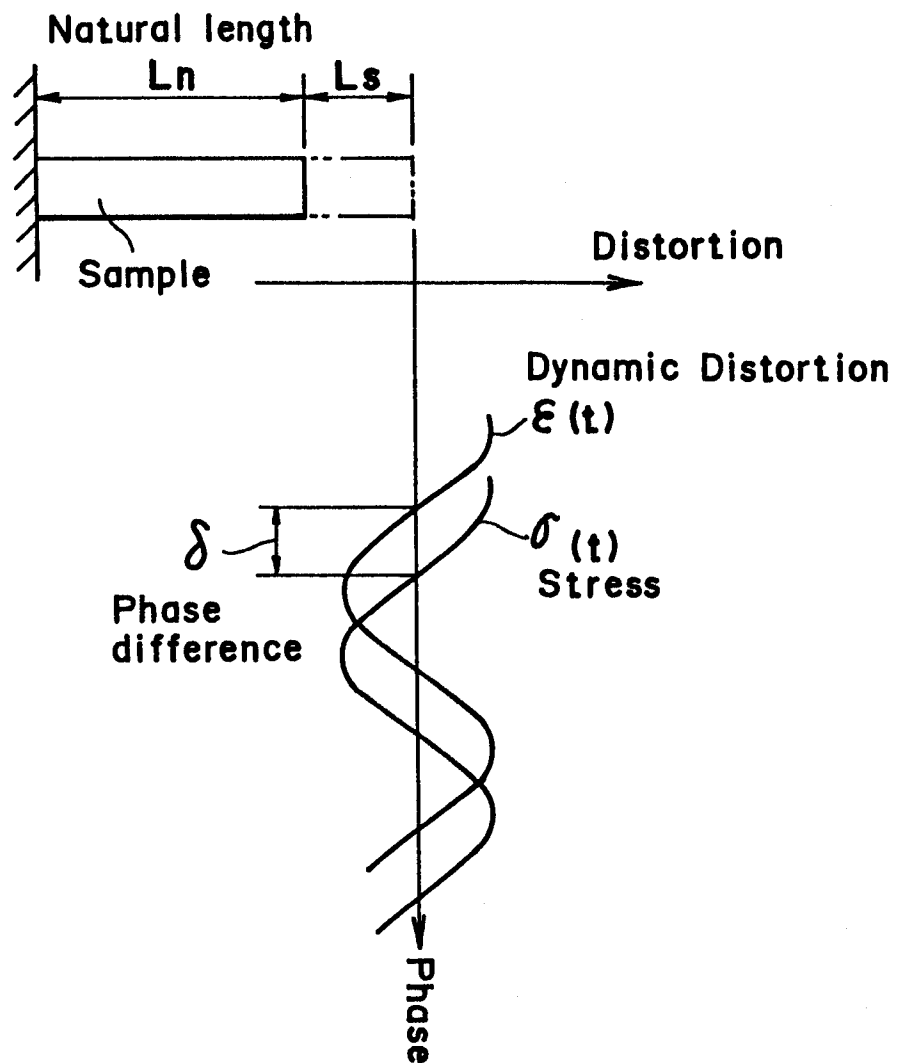 Natural length
Ln
Ls
Sample
Distortion
Dynamic Distortion
ε(t)
δ
σ(t)
Stress
Phase
difference
Phase